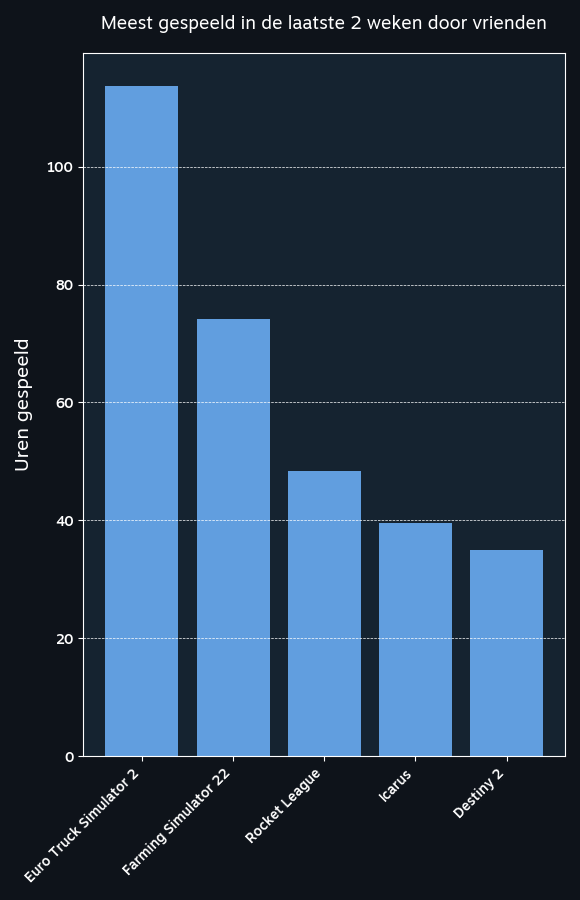 Meest gespeeld in de laatste 2 weken door vrienden
Uren gespeeld
100
80
60
40
20
0
Euro Truck Simulator 2
Farming Simulator 22
Rocket League
Icarus
Destiny 2